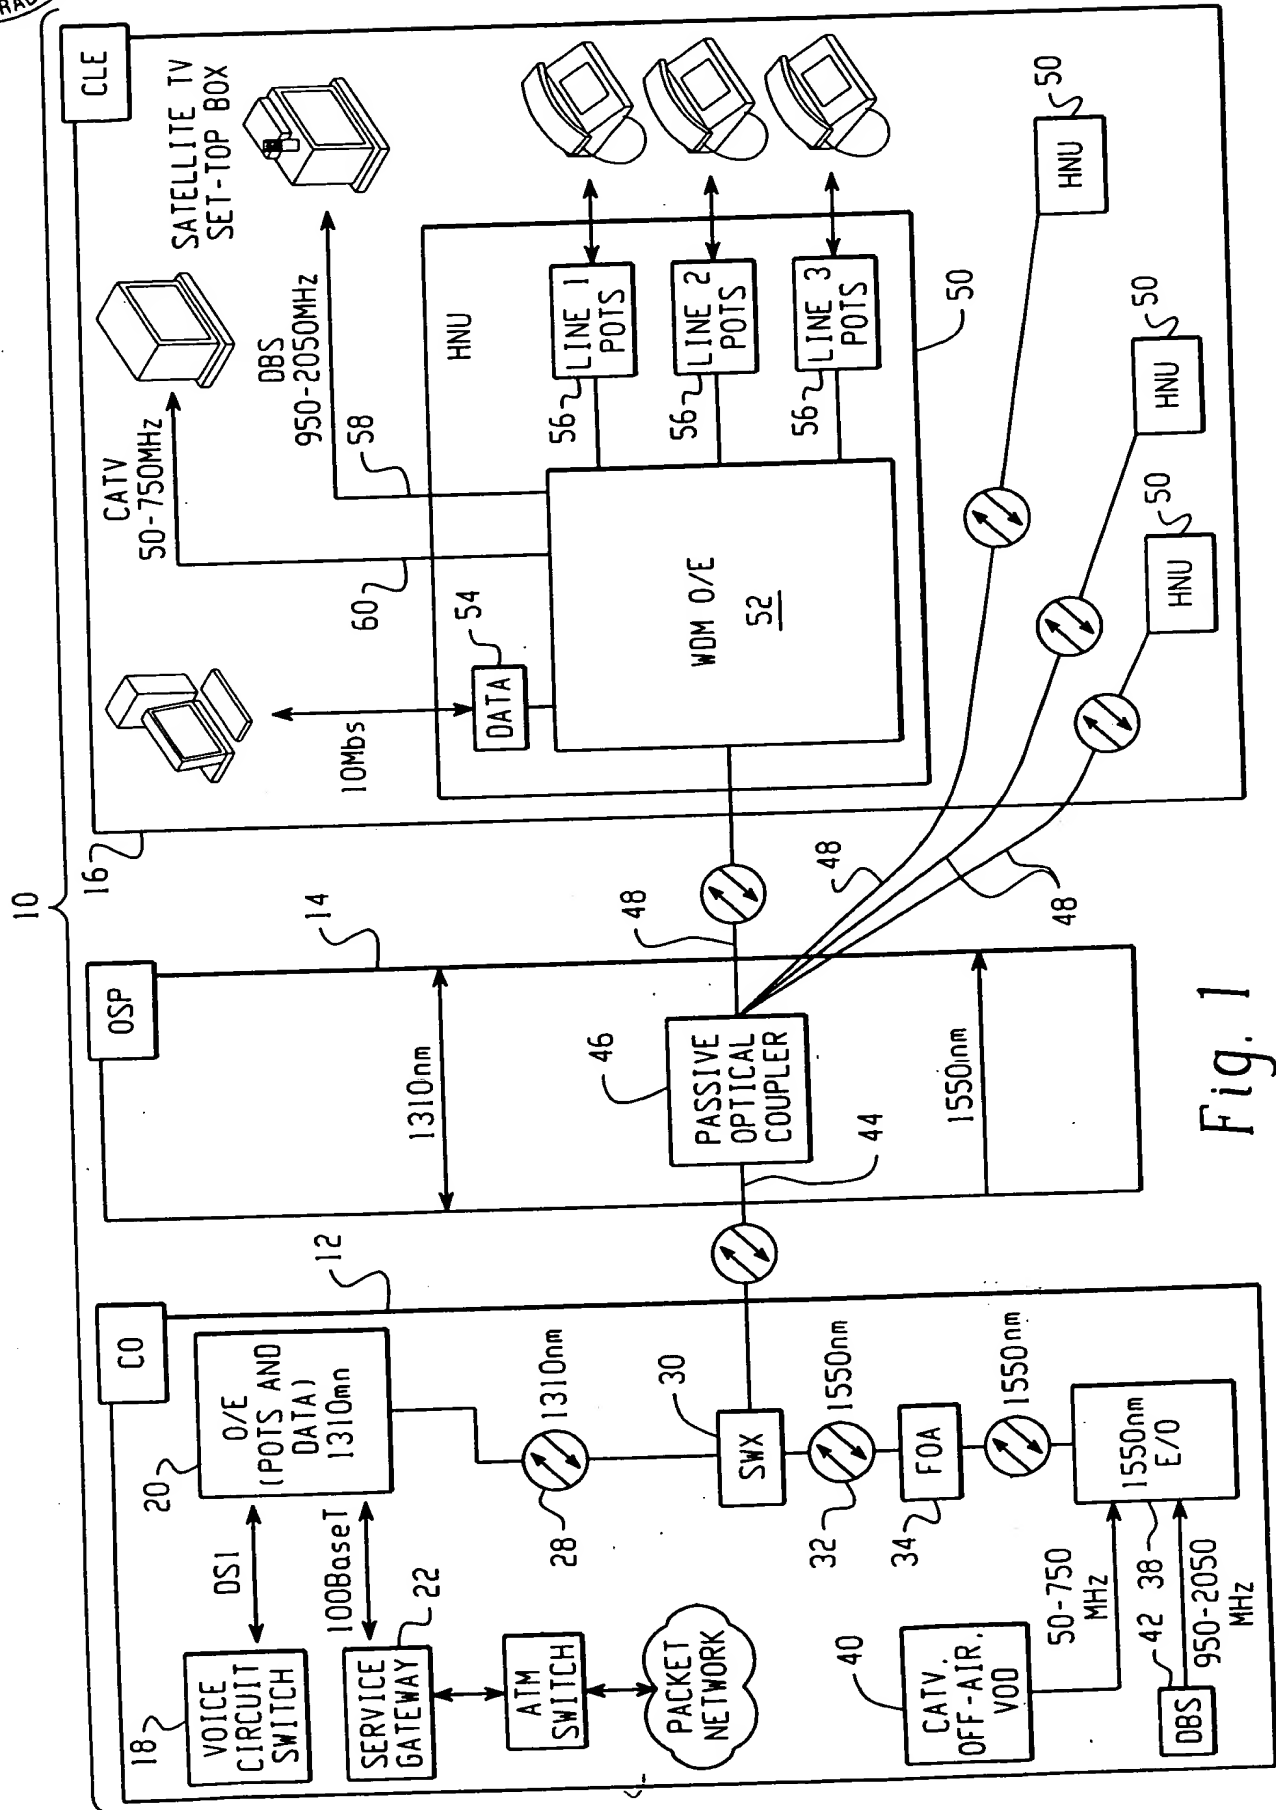 RAD
10
CO
12
18
VOICE
CIRCUIT
SWITCH
DS1
20
O/E
(POTS AND
DATA)
1310mn
100BaseT
SERVICE
GATEWAY
22
ATM
SWITCH
PACKET
NETWORK
28
1310nm
SWX
30
32
1550nm
34
FOA
1550nm
1550nm
E/O
38
40
CATV,
OFF-AIR,
VOD
50-750
MHz
42
DBS
950-2050
MHz
OSP
14
1310nm
46
PASSIVE
OPTICAL
COUPLER
44
1550nm
48
48
48
CLE
16
10Mbs
CATV
50-750MHz
60
SATELLITE TV
SET-TOP BOX
DBS
950-2050MHz
58
HNU
DATA
54
WDM O/E
52
56
LINE 1
POTS
56
LINE 2
POTS
56
LINE 3
POTS
50
HNU
50
HNU
50
HNU
50
Fig. 1